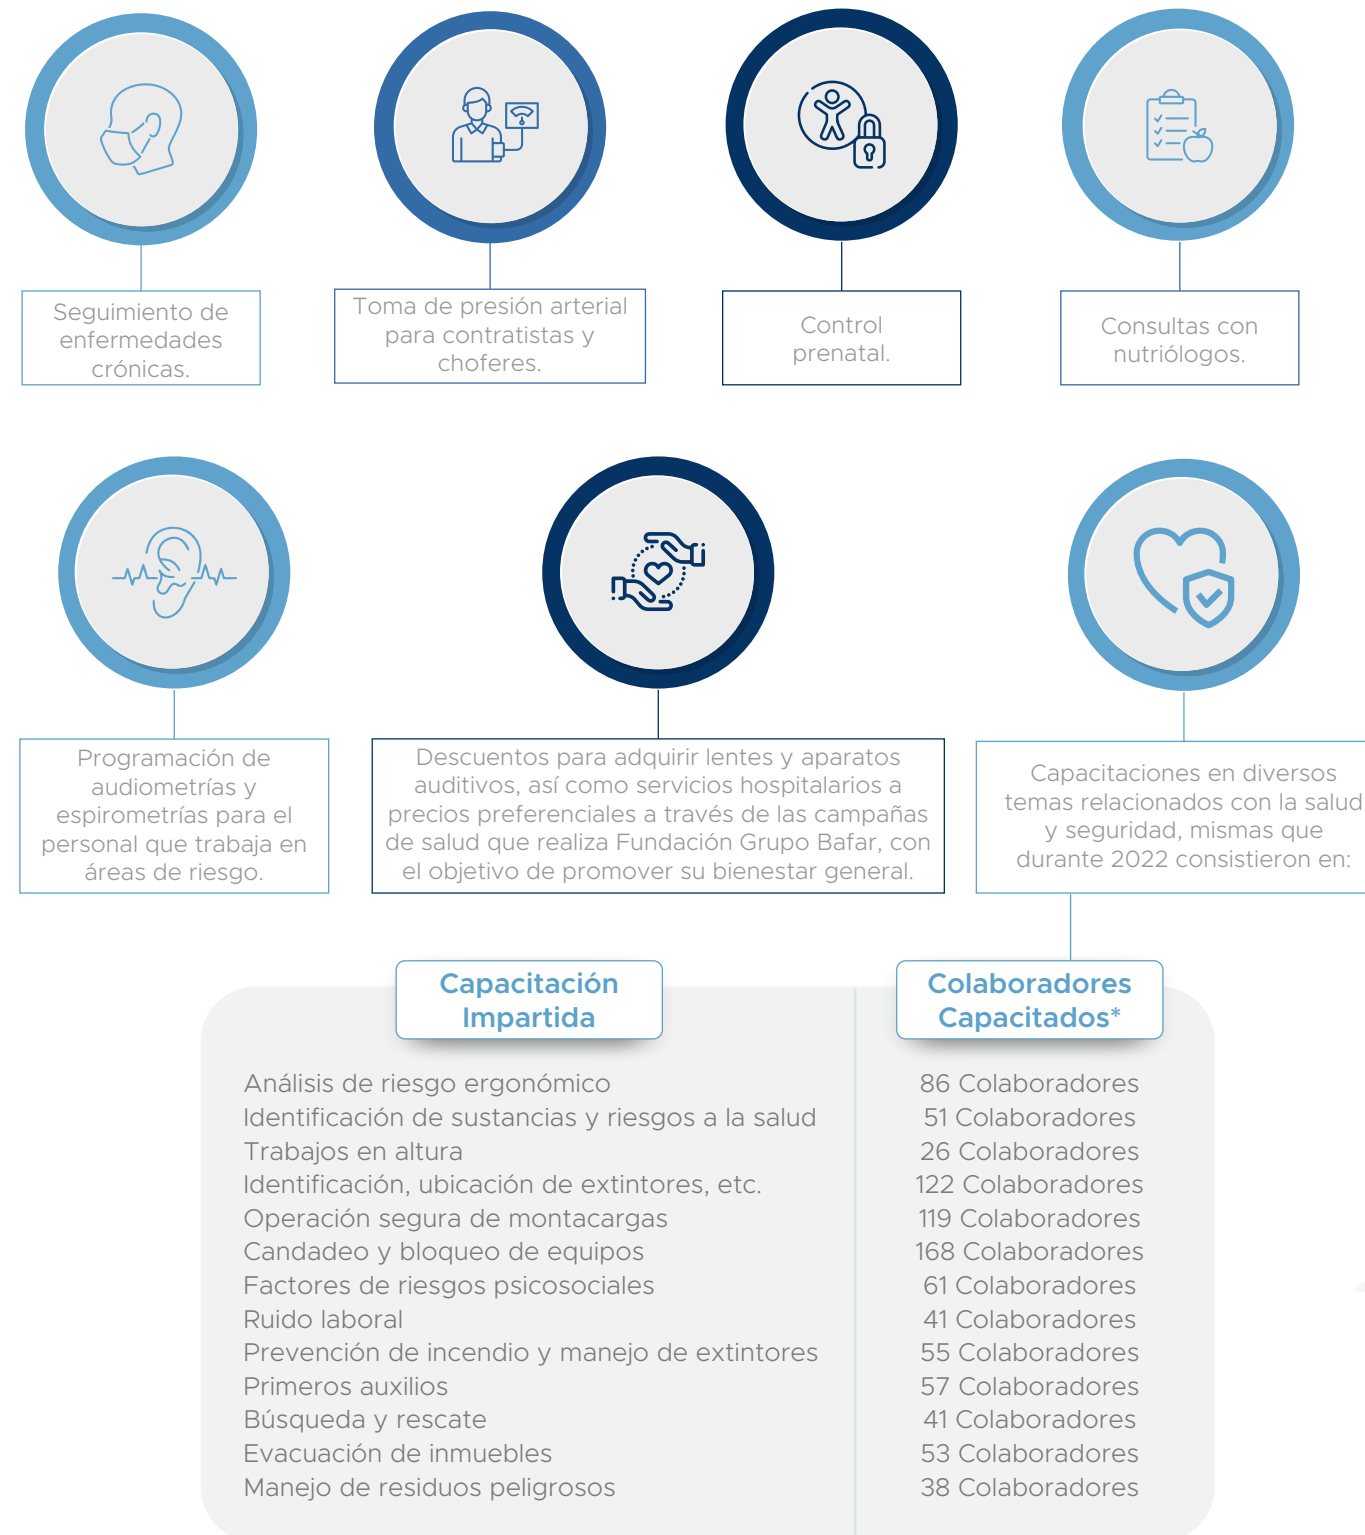 Seguimiento de
enfermedades
crónicas.
Toma de presión arterial
para contratistas y
choferes.
Control
prenatal.
Consultas con
nutriólogos.
Programación de
audiometrías y
espirometrías para el
personal que trabaja en
áreas de riesgo.
Descuentos para adquirir lentes y aparatos
auditivos, así como servicios hospitalarios a
precios preferenciales a través de las campañas
de salud que realiza Fundación Grupo Bafar, con
el objetivo de promover su bienestar general.
Capacitaciones en diversos
temas relacionados con la salud
y seguridad, mismas que
durante 2022 consistieron en:
Capacitación
Impartida
Colaboradores
Capacitados*
Análisis de riesgo ergonómico 86 Colaboradores
Identificación de sustancias y riesgos a la salud 51 Colaboradores
Trabajos en altura 26 Colaboradores
Identificación, ubicación de extintores, etc. 122 Colaboradores
Operación segura de montacargas 119 Colaboradores
Candadeo y bloqueo de equipos 168 Colaboradores
Factores de riesgos psicosociales 61 Colaboradores
Ruido laboral 41 Colaboradores
Prevención de incendio y manejo de extintores 55 Colaboradores
Primeros auxilios 57 Colaboradores
Búsqueda y rescate 41 Colaboradores
Evacuación de inmuebles 53 Colaboradores
Manejo de residuos peligrosos 38 Colaboradores